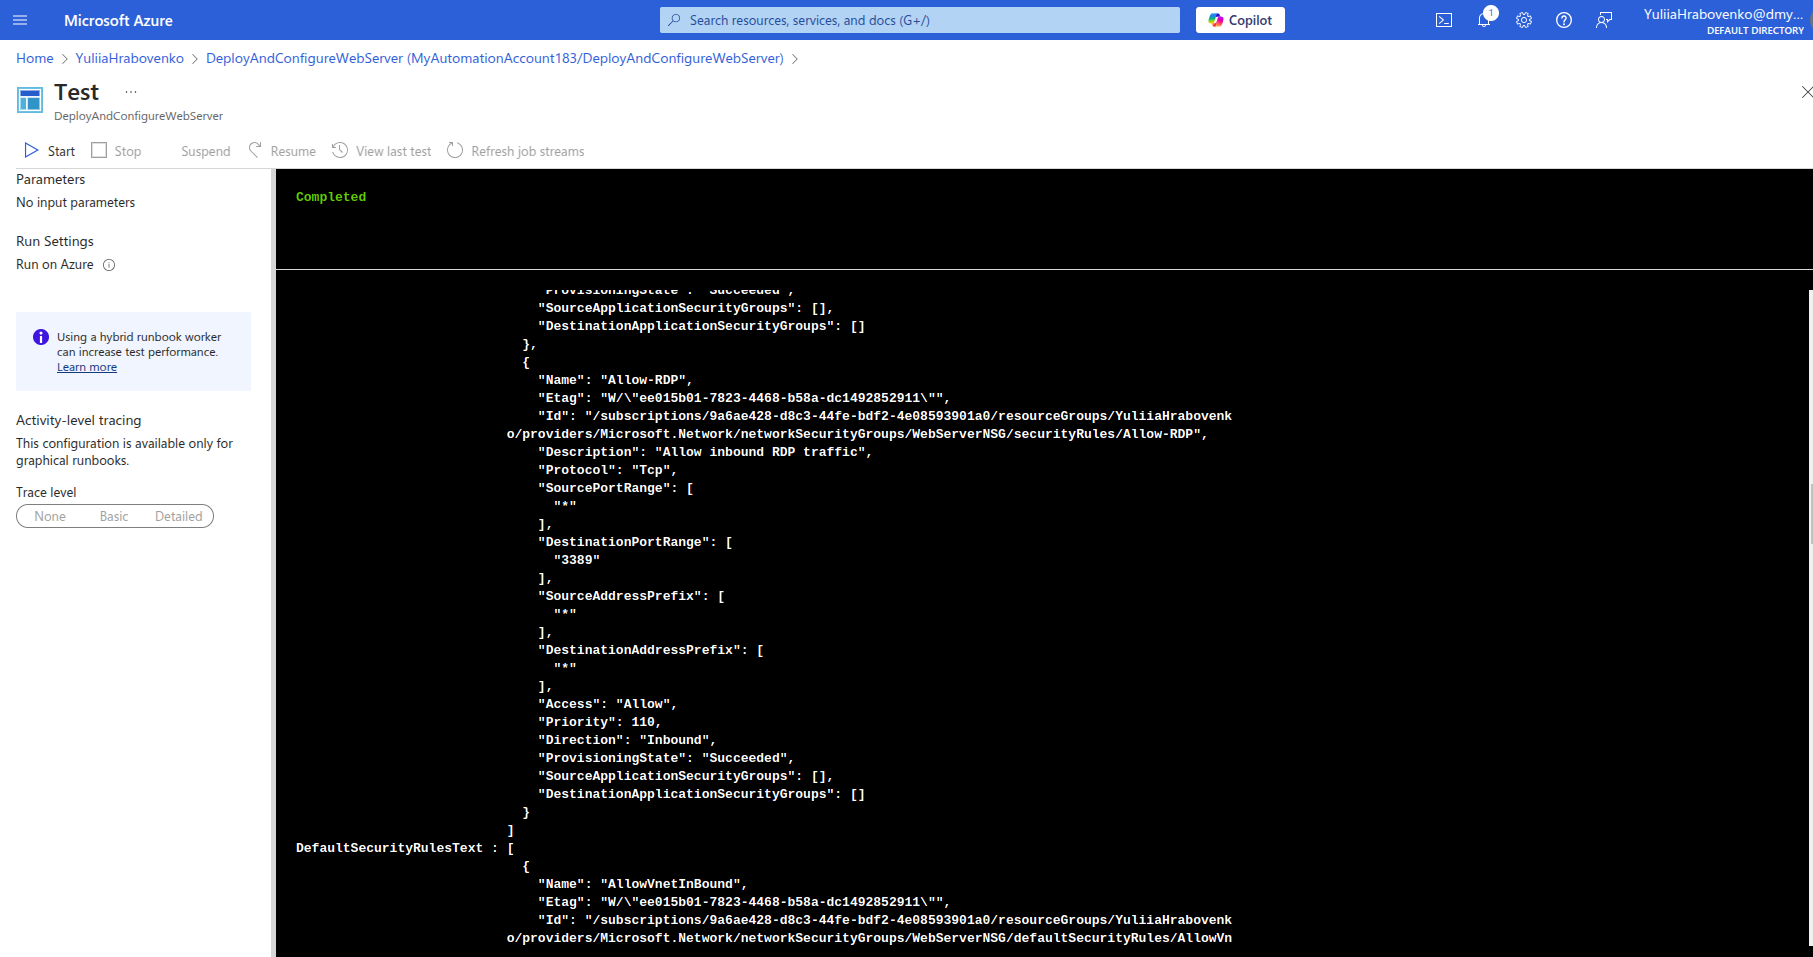 Microsoft Azure
Search resources, services, and docs (G+/)
Copilot
1
YuliiaHrabovenko@dmy...
DEFAULT DIRECTORY
Home > YuliiaHrabovenko > DeployAndConfigureWebServer (MyAutomationAccount183/DeployAndConfigureWebServer) >
Test ...
DeployAndConfigureWebServer
Start Stop Suspend Resume View last test Refresh job streams
Parameters
No input parameters
Run Settings
Run on Azure
Using a hybrid runbook worker
can increase test performance.
Learn more
Activity-level tracing
This configuration is available only for
graphical runbooks.
Trace level
None Basic Detailed
Completed
"ProvisioningState": "Succeeded",
"SourceApplicationSecurityGroups": [],
"DestinationApplicationSecurityGroups": []
},
{
"Name": "Allow-RDP",
"Etag": "W/\"ee015b01-7823-4468-b58a-dc1492852911\"",
"Id": "/subscriptions/9a6ae428-d8c3-44fe-bdf2-4e08593901a0/resourceGroups/YuliiaHrabovenk
o/providers/Microsoft.Network/networkSecurityGroups/WebServerNSG/securityRules/Allow-RDP",
"Description": "Allow inbound RDP traffic",
"Protocol": "Tcp",
"SourcePortRange": [
"*"
],
"DestinationPortRange": [
"3389"
],
"SourceAddressPrefix": [
"*"
],
"DestinationAddressPrefix": [
"*"
],
"Access": "Allow",
"Priority": 110,
"Direction": "Inbound",
"ProvisioningState": "Succeeded",
"SourceApplicationSecurityGroups": [],
"DestinationApplicationSecurityGroups": []
}
]
DefaultSecurityRulesText : [
{
"Name": "AllowVnetInBound",
"Etag": "W/\"ee015b01-7823-4468-b58a-dc1492852911\"",
"Id": "/subscriptions/9a6ae428-d8c3-44fe-bdf2-4e08593901a0/resourceGroups/YuliiaHrabovenk
o/providers/Microsoft.Network/networkSecurityGroups/WebServerNSG/defaultSecurityRules/AllowVn